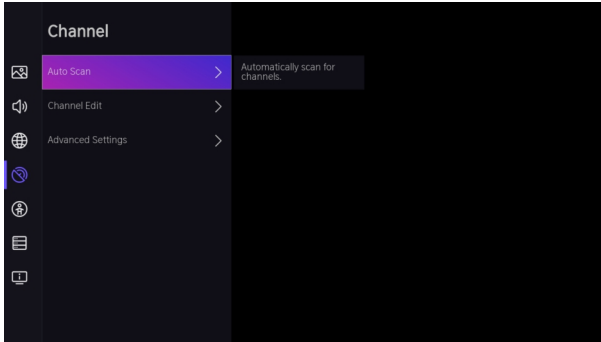 Channel
Auto Scan
Automatically scan for
channels.
Channel Edit
Advanced Settings